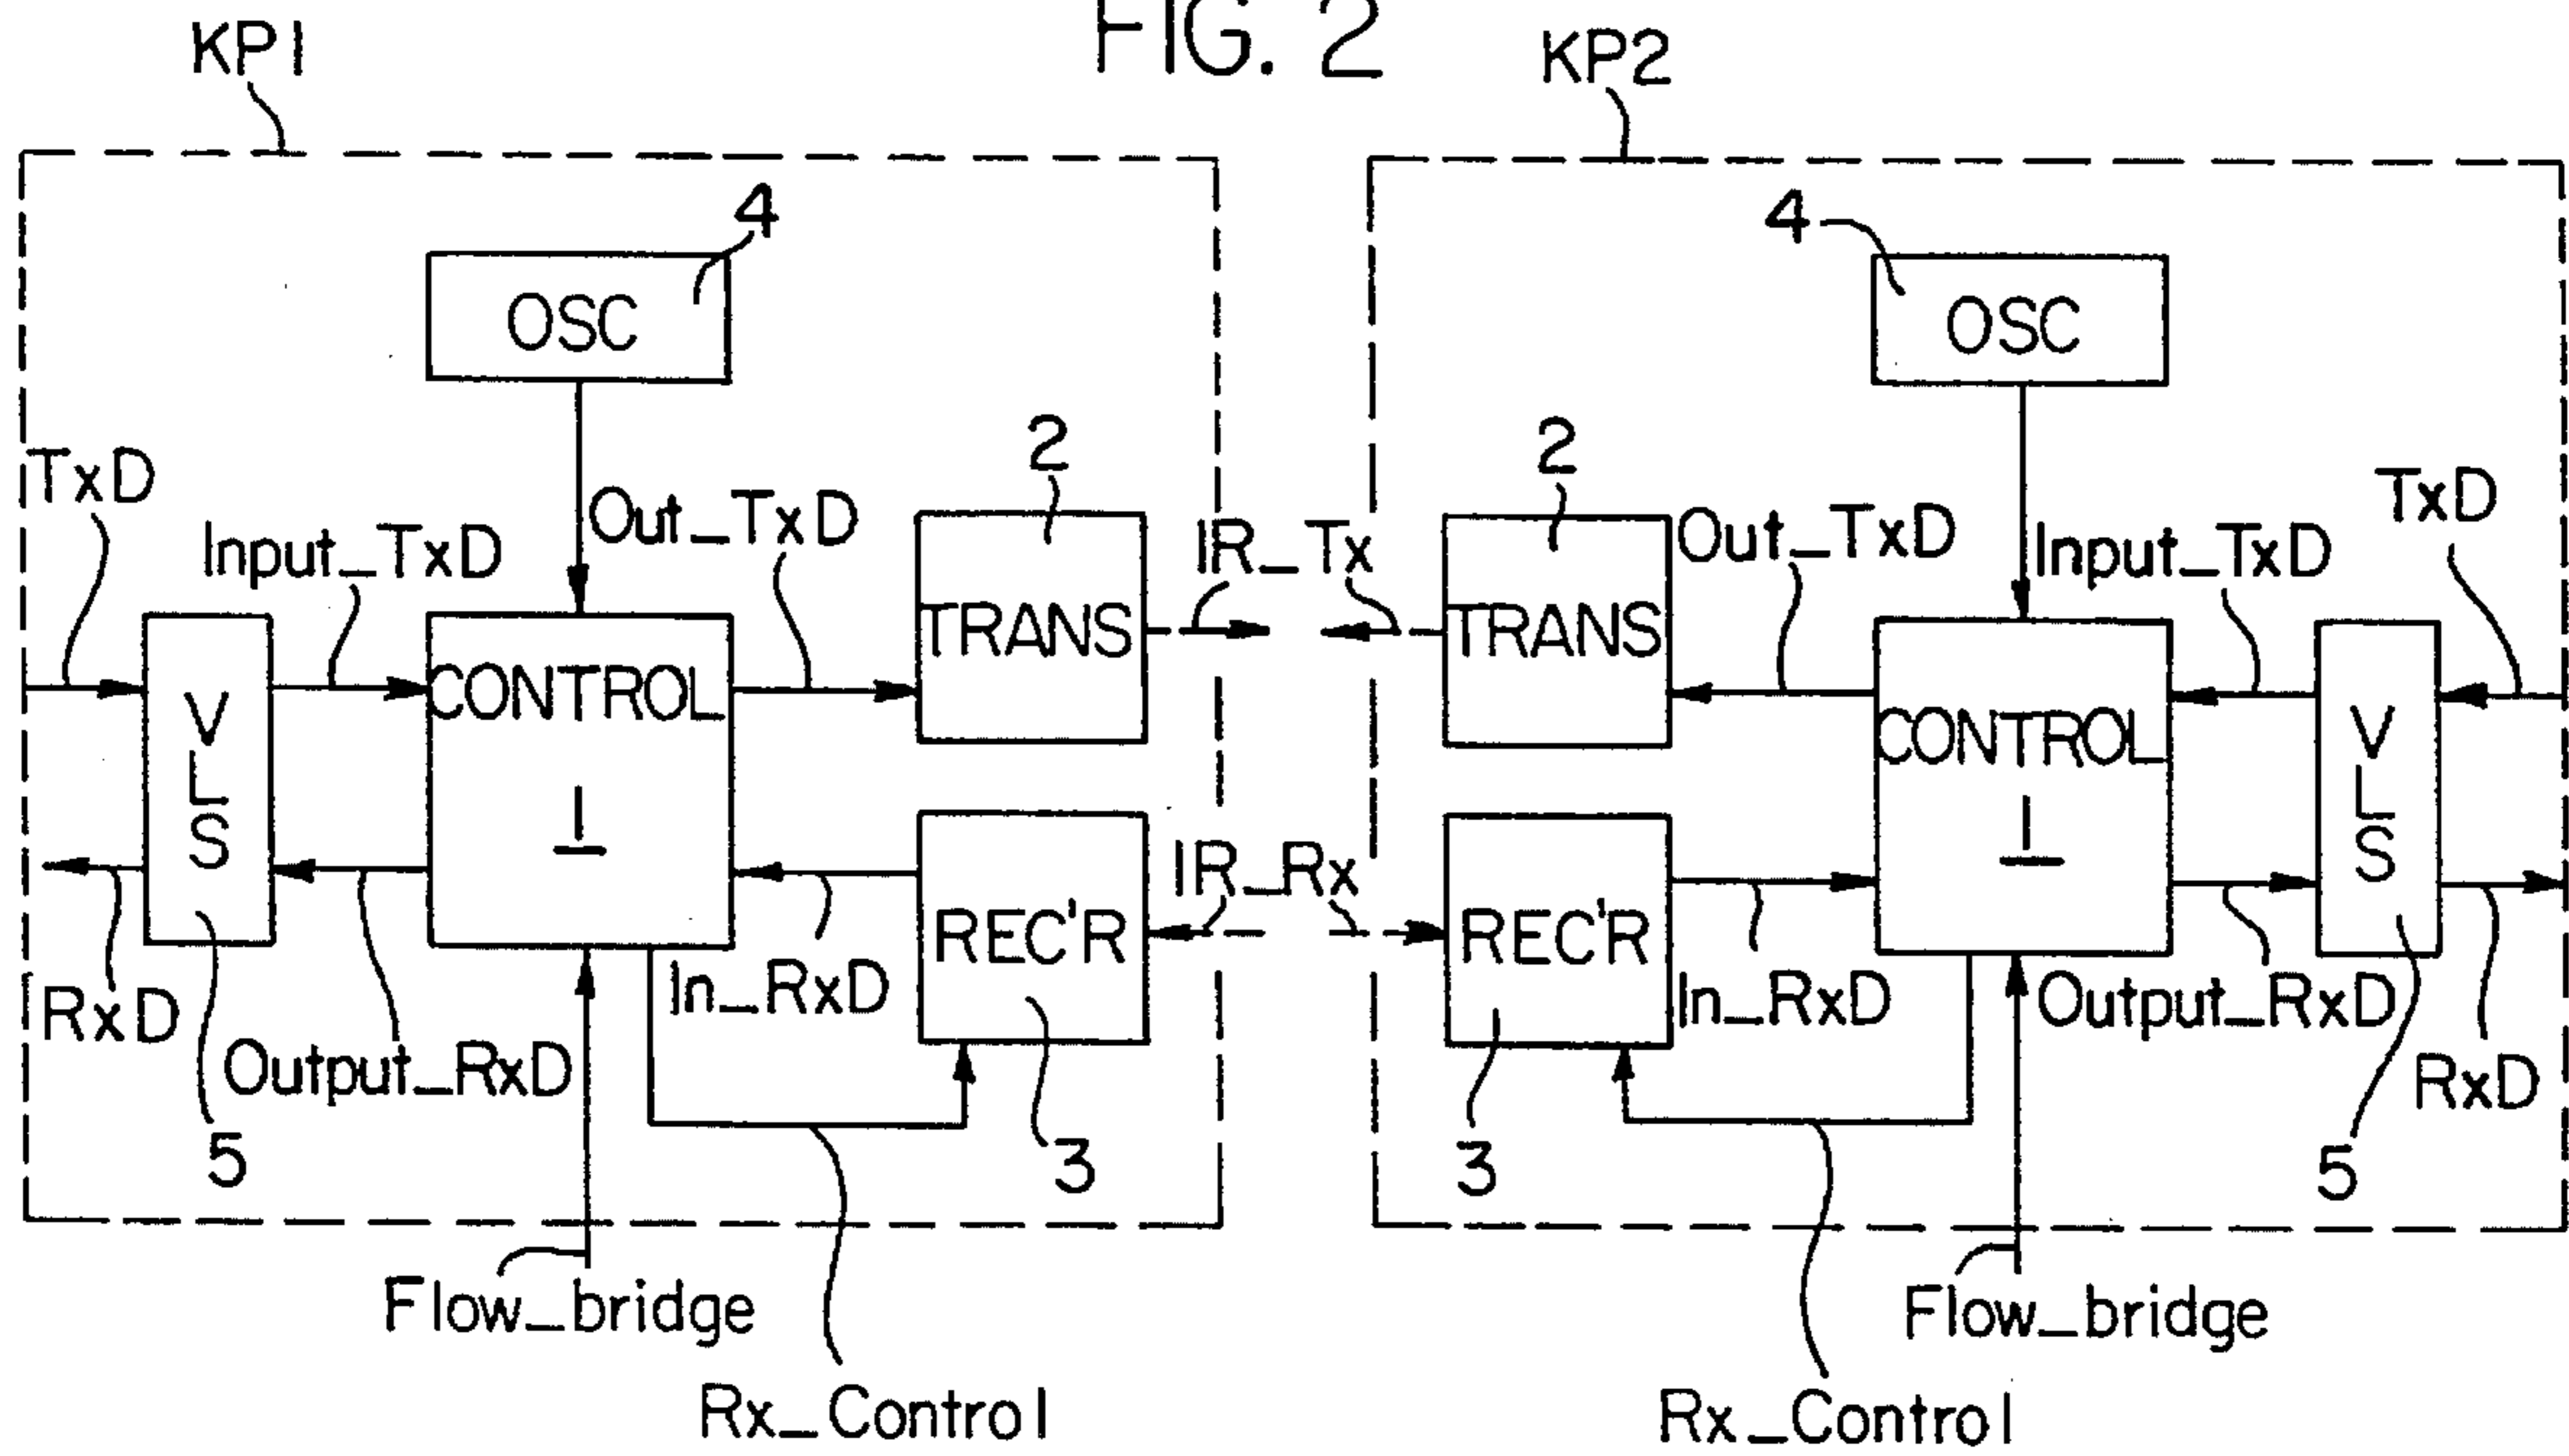 FIG. 2
KP1
KP2
4
OSC
4
OSC
TxD
Input_TxD
Out_TxD
2
TRANS
IR_Tx
2
TRANS
Out_TxD
Input_TxD
TxD
VLS
CONTROL
1
CONTROL
1
VLS
RxD
5
Output_RxD
In_RxD
REC'R
3
IR_Rx
REC'R
3
In_RxD
Output_RxD
RxD
5
Flow_bridge
Rx_Control
Flow_bridge
Rx_Control